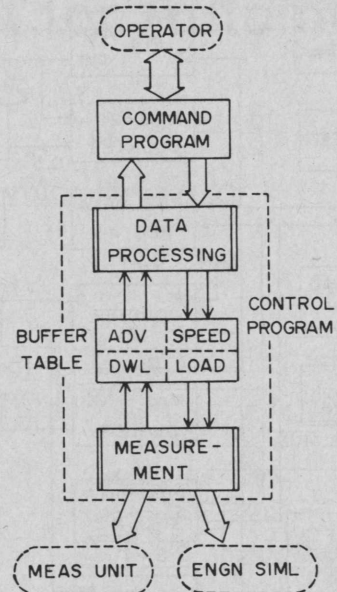 OPERATOR
COMMAND
PROGRAM
DATA
PROCESSING
CONTROL
PROGRAM
BUFFER
TABLE
ADV SPEED
DWL LOAD
MEASURE-
MENT
MEAS UNIT
ENGN SIML